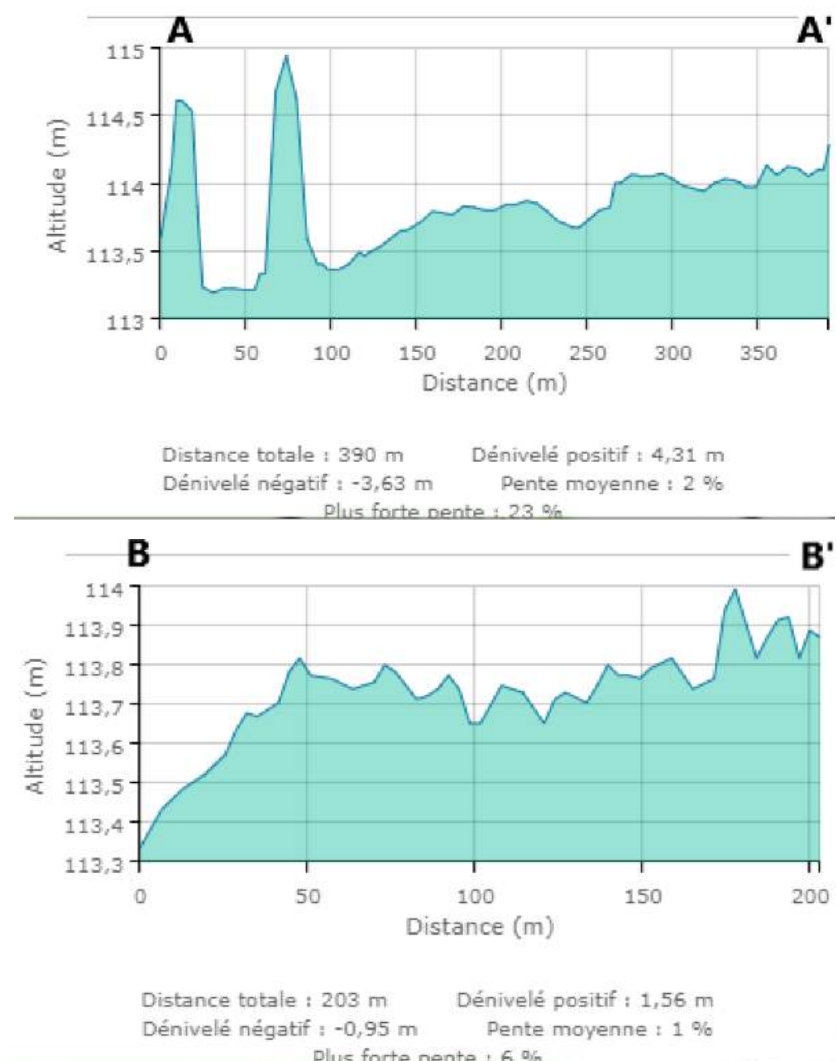 A A'
115
114,5
114
113,5
113
Altitude (m)
0 50 100 150 200 250 300 350
Distance (m)
Distance totale : 390 m Dénivelé positif : 4,31 m
Dénivelé négatif : -3,63 m Pente moyenne : 2 %
Plus forte pente : 23 %
B B'
114
113,9
113,8
113,7
113,6
113,5
113,4
113,3
Altitude (m)
0 50 100 150 200
Distance (m)
Distance totale : 203 m Dénivelé positif : 1,56 m
Dénivelé négatif : -0,95 m Pente moyenne : 1 %
Plus forte pente : 6 %